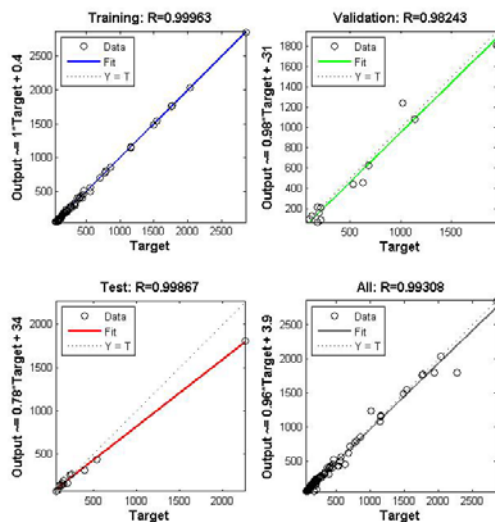 Training: R=0.99963
Output ~= 1*Target + 0.4
2500
2000
1500
1000
500
Data
Fit
Y = T
500 1000 1500 2000 2500
Target
Validation: R=0.98243
Output ~= 0.98*Target + -31
1800
1600
1400
1200
1000
800
600
400
200
Data
Fit
Y = T
500 1000 1500
Target
Test: R=0.99867
Output ~= 0.78*Target + 34
2000
1500
1000
500
Data
Fit
Y = T
500 1000 1500 2000
Target
All: R=0.99308
Output ~= 0.96*Target + 3.9
2500
2000
1500
1000
500
Data
Fit
Y = T
500 1000 1500 2000 2500
Target